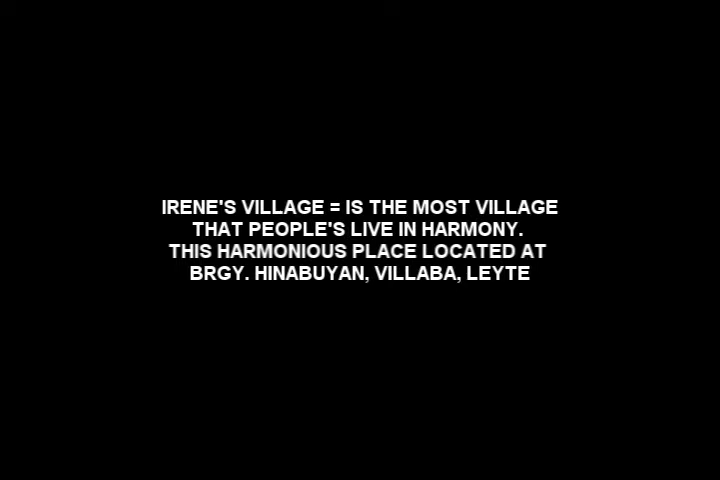 IRENE'S VILLAGE = IS THE MOST VILLAGE
THAT PEOPLE'S LIVE IN HARMONY.
THIS HARMONIOUS PLACE LOCATED AT
BRGY. HINABUYAN, VILLABA, LEYTE